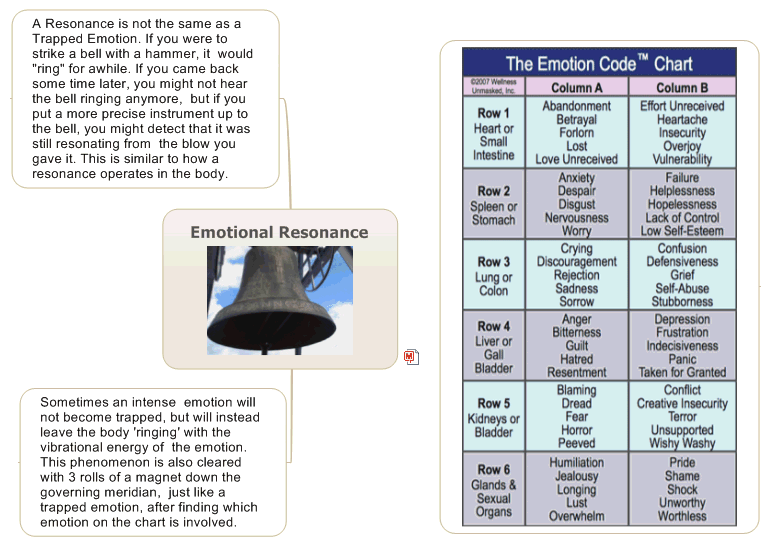 A Resonance is not the same as a
Trapped Emotion. If you were to
strike a bell with a hammer, it would
"ring" for awhile. If you came back
some time later, you might not hear
the bell ringing anymore, but if you
put a more precise instrument up to
the bell, you might detect that it was
still resonating from the blow you
gave it. This is similar to how a
resonance operates in the body.
Emotional Resonance
Sometimes an intense emotion will
not become trapped, but will instead
leave the body 'ringing' with the
vibrational energy of the emotion.
This phenomenon is also cleared
with 3 rolls of a magnet down the
governing meridian, just like a
trapped emotion, after finding which
emotion on the chart is involved.
The Emotion Code™ Chart
©2007 Wellness
Unmasked, Inc.
Column A
Column B
Row 1
Heart or
Small
Intestine
Abandonment
Betrayal
Forlorn
Lost
Love Unreceived
Effort Unreceived
Heartache
Insecurity
Overjoy
Vulnerability
Row 2
Spleen or
Stomach
Anxiety
Despair
Disgust
Nervousness
Worry
Failure
Helplessness
Hopelessness
Lack of Control
Low Self-Esteem
Row 3
Lung or
Colon
Crying
Discouragement
Rejection
Sadness
Sorrow
Confusion
Defensiveness
Grief
Self-Abuse
Stubborness
Row 4
Liver or
Gall
Bladder
Anger
Bitterness
Guilt
Hatred
Resentment
Depression
Frustration
Indecisiveness
Panic
Taken for Granted
Row 5
Kidneys or
Bladder
Blaming
Dread
Fear
Horror
Peeved
Conflict
Creative Insecurity
Terror
Unsupported
Wishy Washy
Row 6
Glands &
Sexual
Organs
Humiliation
Jealousy
Longing
Lust
Overwhelm
Pride
Shame
Shock
Unworthy
Worthless